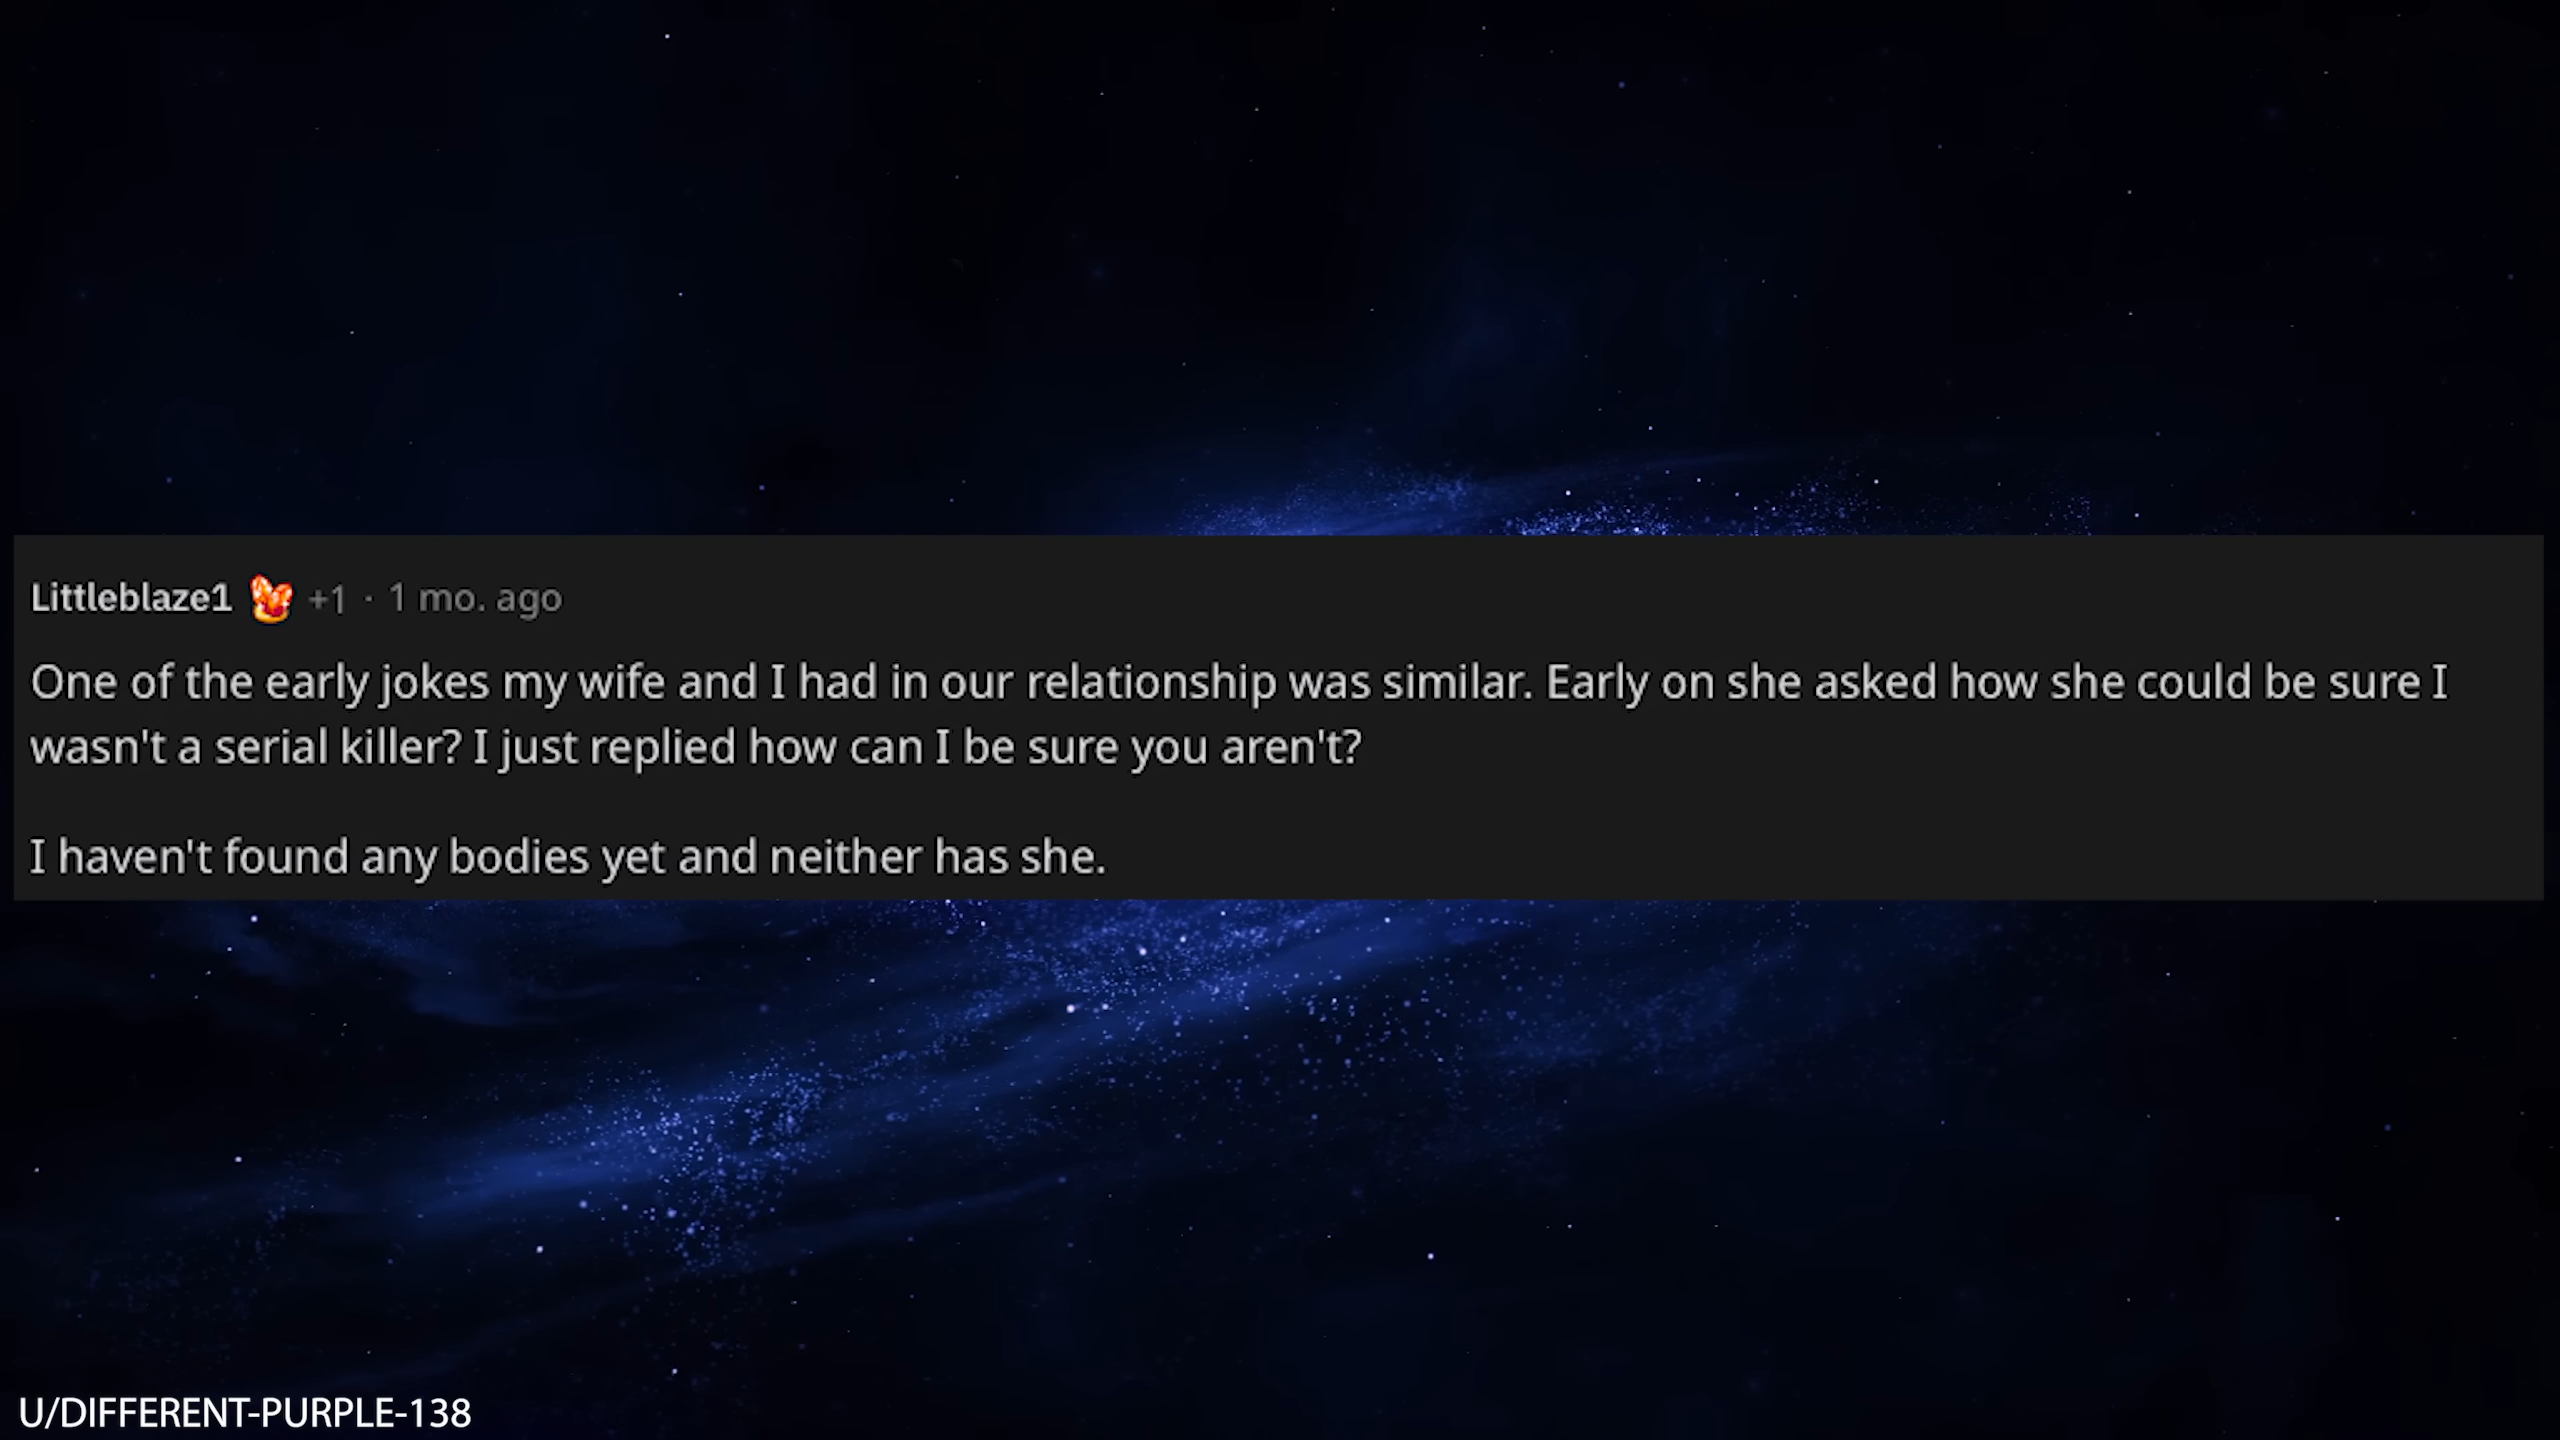 Littleblaze1 +1 · 1 mo. ago
One of the early jokes my wife and I had in our relationship was similar. Early on she asked how she could be sure I
wasn't a serial killer? I just replied how can I be sure you aren't?
I haven't found any bodies yet and neither has she.
U/DIFFERENT-PURPLE-138